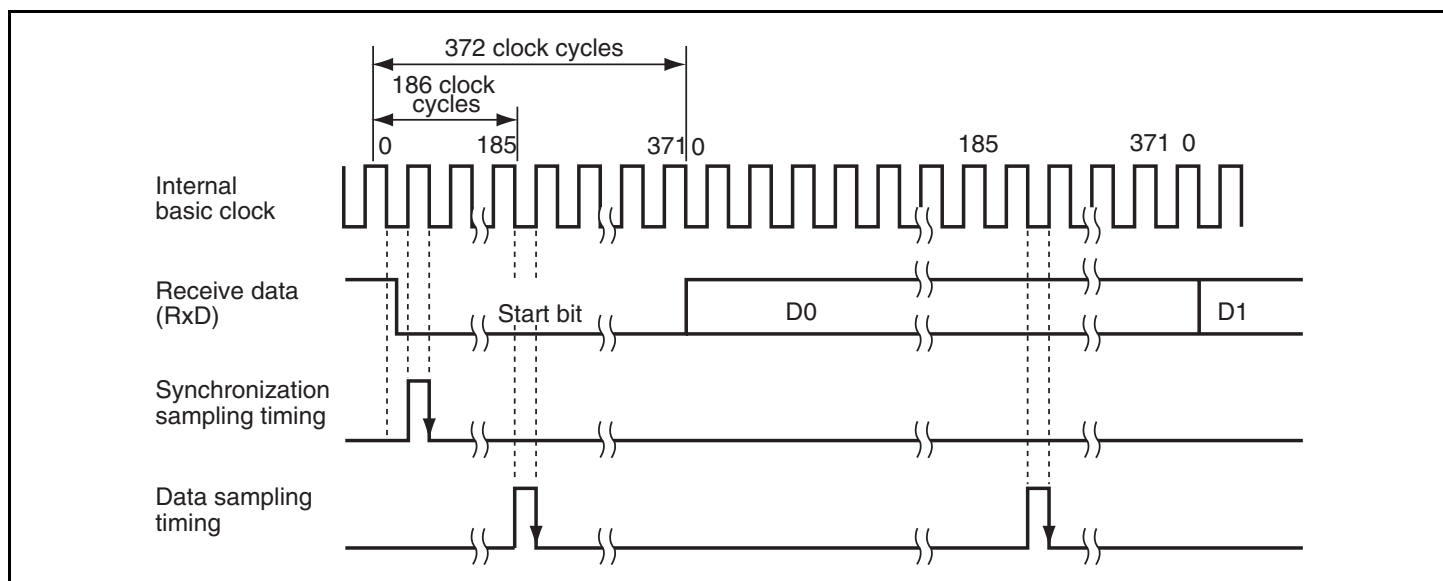 372 clock cycles
186 clock
cycles
0 185 371 0 185 371 0
Internal
basic clock
Receive data
(RxD)
Start bit D0 D1
Synchronization
sampling timing
Data sampling
timing